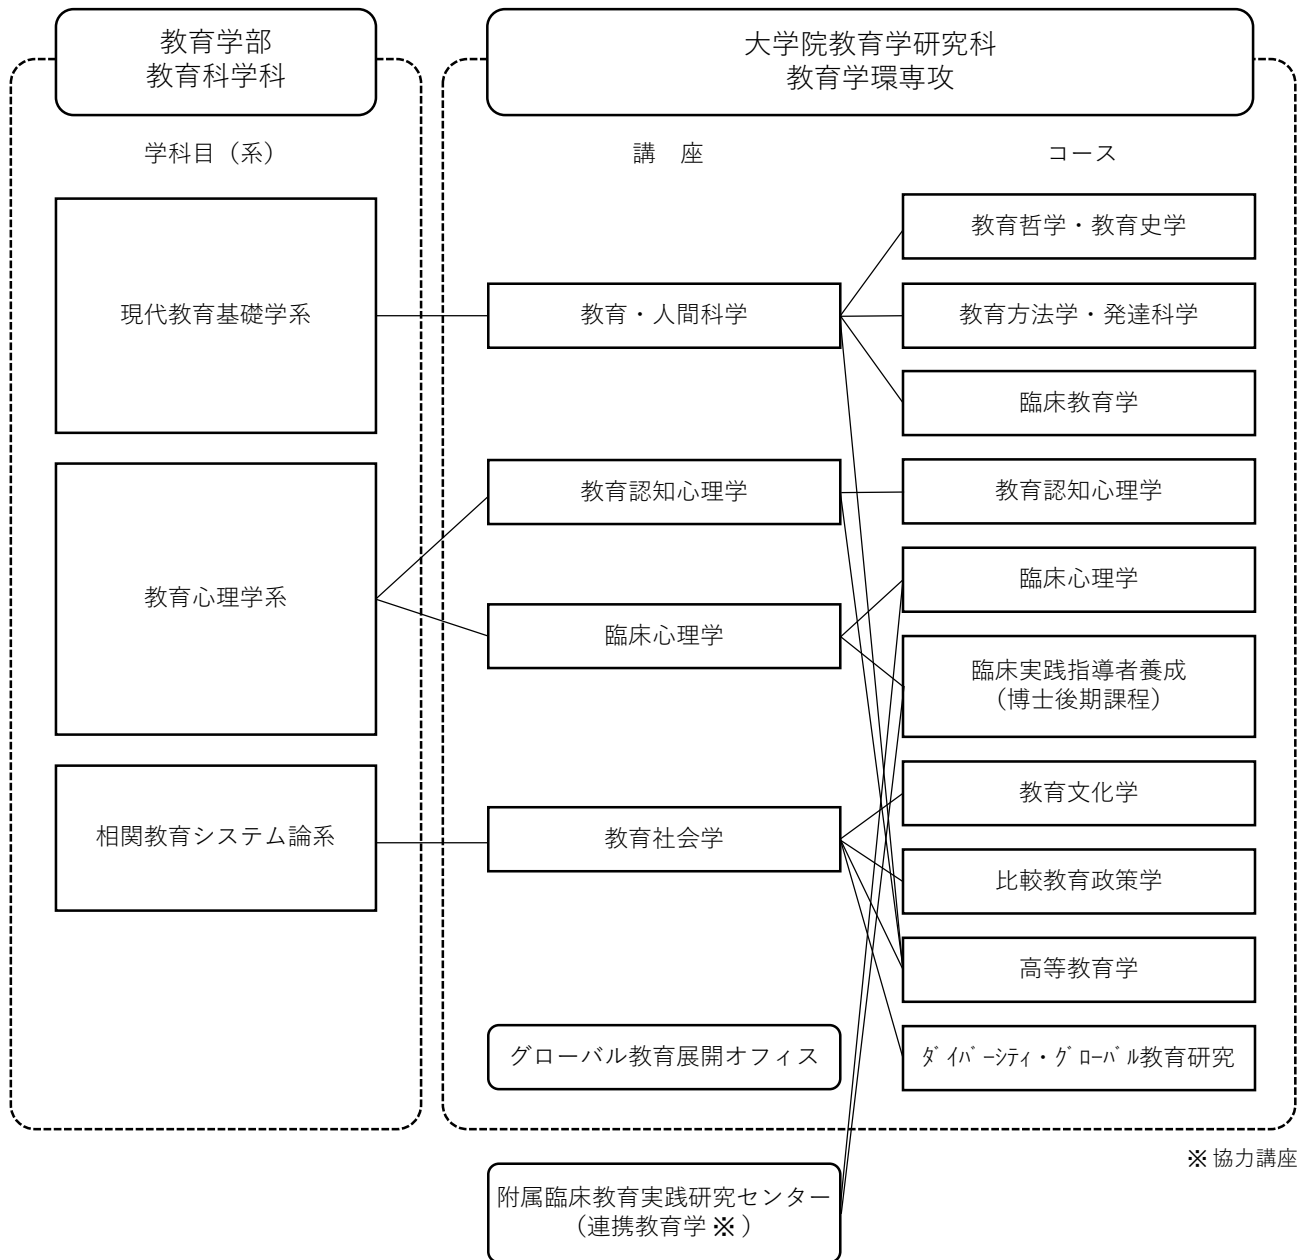 教育学部
教育科学科
大学院教育学研究科
教育学環専攻
学科目（系）
講　座
コース
現代教育基礎学系
教育心理学系
相関教育システム論系
教育・人間科学
教育認知心理学
臨床心理学
教育社会学
グローバル教育展開オフィス
附属臨床教育実践研究センター
（連携教育学※）
教育哲学・教育史学
教育方法学・発達科学
臨床教育学
教育認知心理学
臨床心理学
臨床実践指導者養成
（博士後期課程）
教育文化学
比較教育政策学
高等教育学
ﾀﾞｲﾊﾞｰｼﾃｨ・ｸﾞﾛｰﾊﾞﾙ教育研究
※協力講座